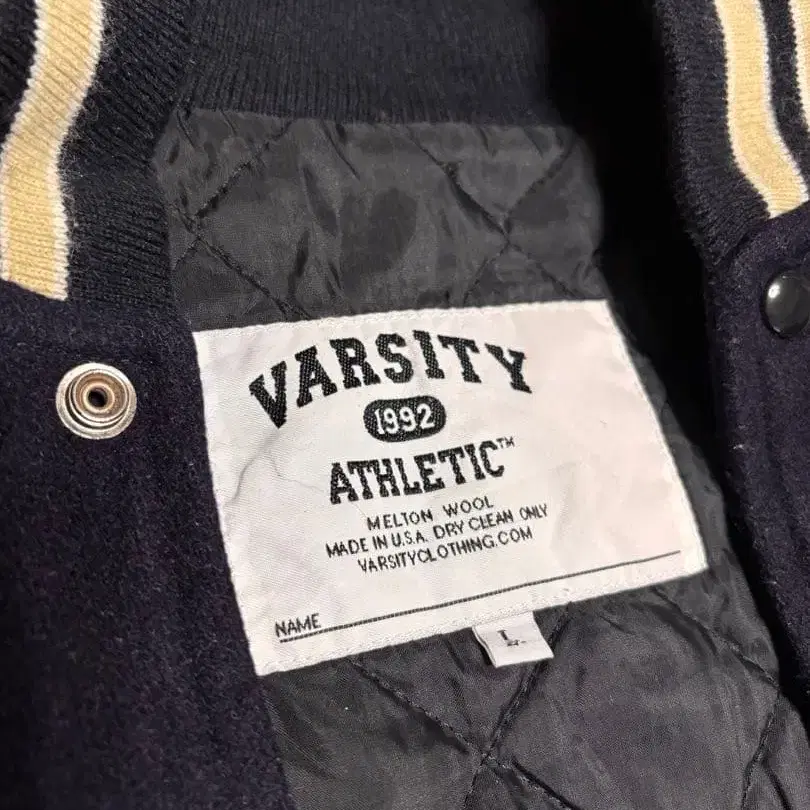 VARSITY
1992
ATHLETIC™
MELTON WOOL
MADE IN U.S.A. DRY CLEAN ONLY
VARSITYCLOTHING.COM
NAME
L